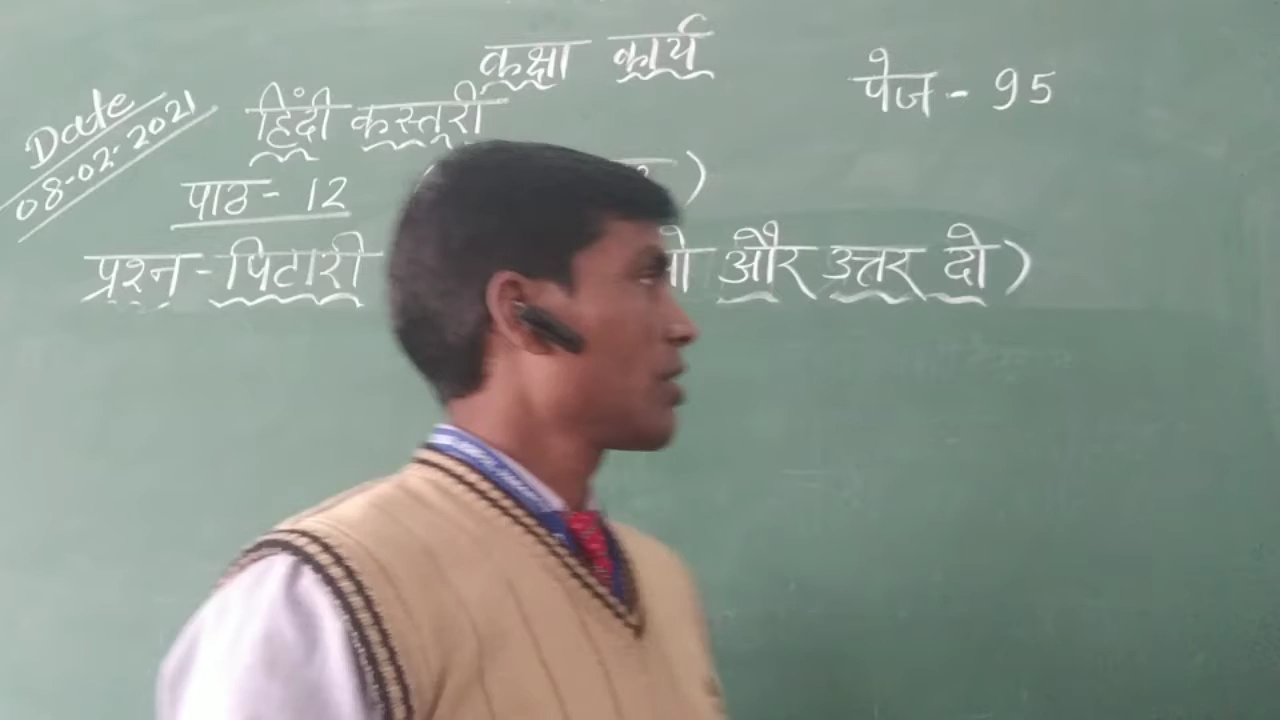 कक्षा कार्य
पेज - 95
Date
08-02-2021
हिंदी कस्तूरी
पाठ - 12 ( )
प्रश्न - पिटारी और उत्तर दो)